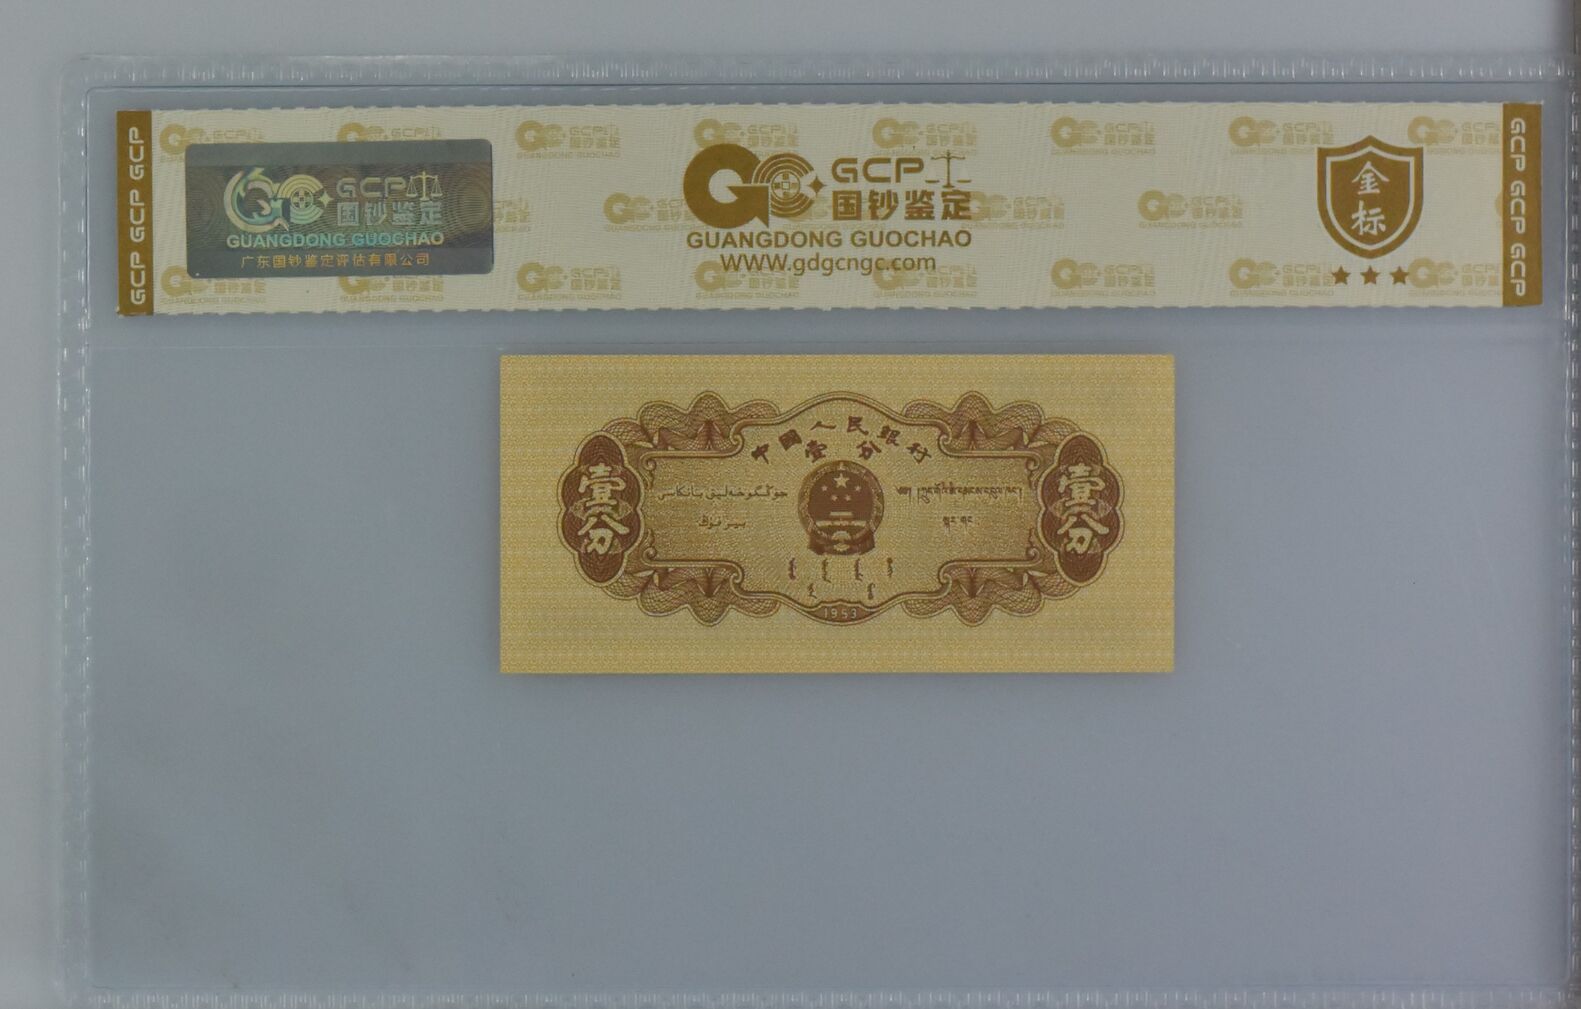 GCP GCP GCP
GCP 国钞鉴定
GUANGDONG GUOCHAO
广东国钞鉴定评估有限公司
GCP 国钞鉴定
GUANGDONG GUOCHAO
www.gdgcngc.com
金标
GCP GCP GCP
中国人民银行
壹分
壹分
壹分
1953